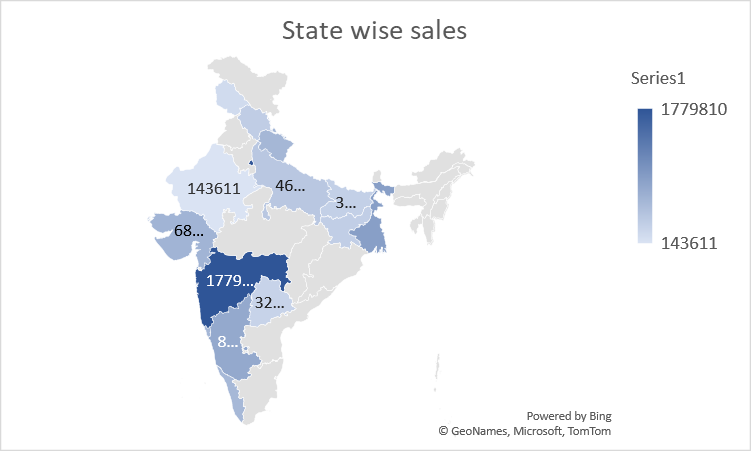 State wise sales
Series1
1779810
143611
143611
46...
3...
68...
1779...
32...
8...
Powered by Bing
© GeoNames, Microsoft, TomTom